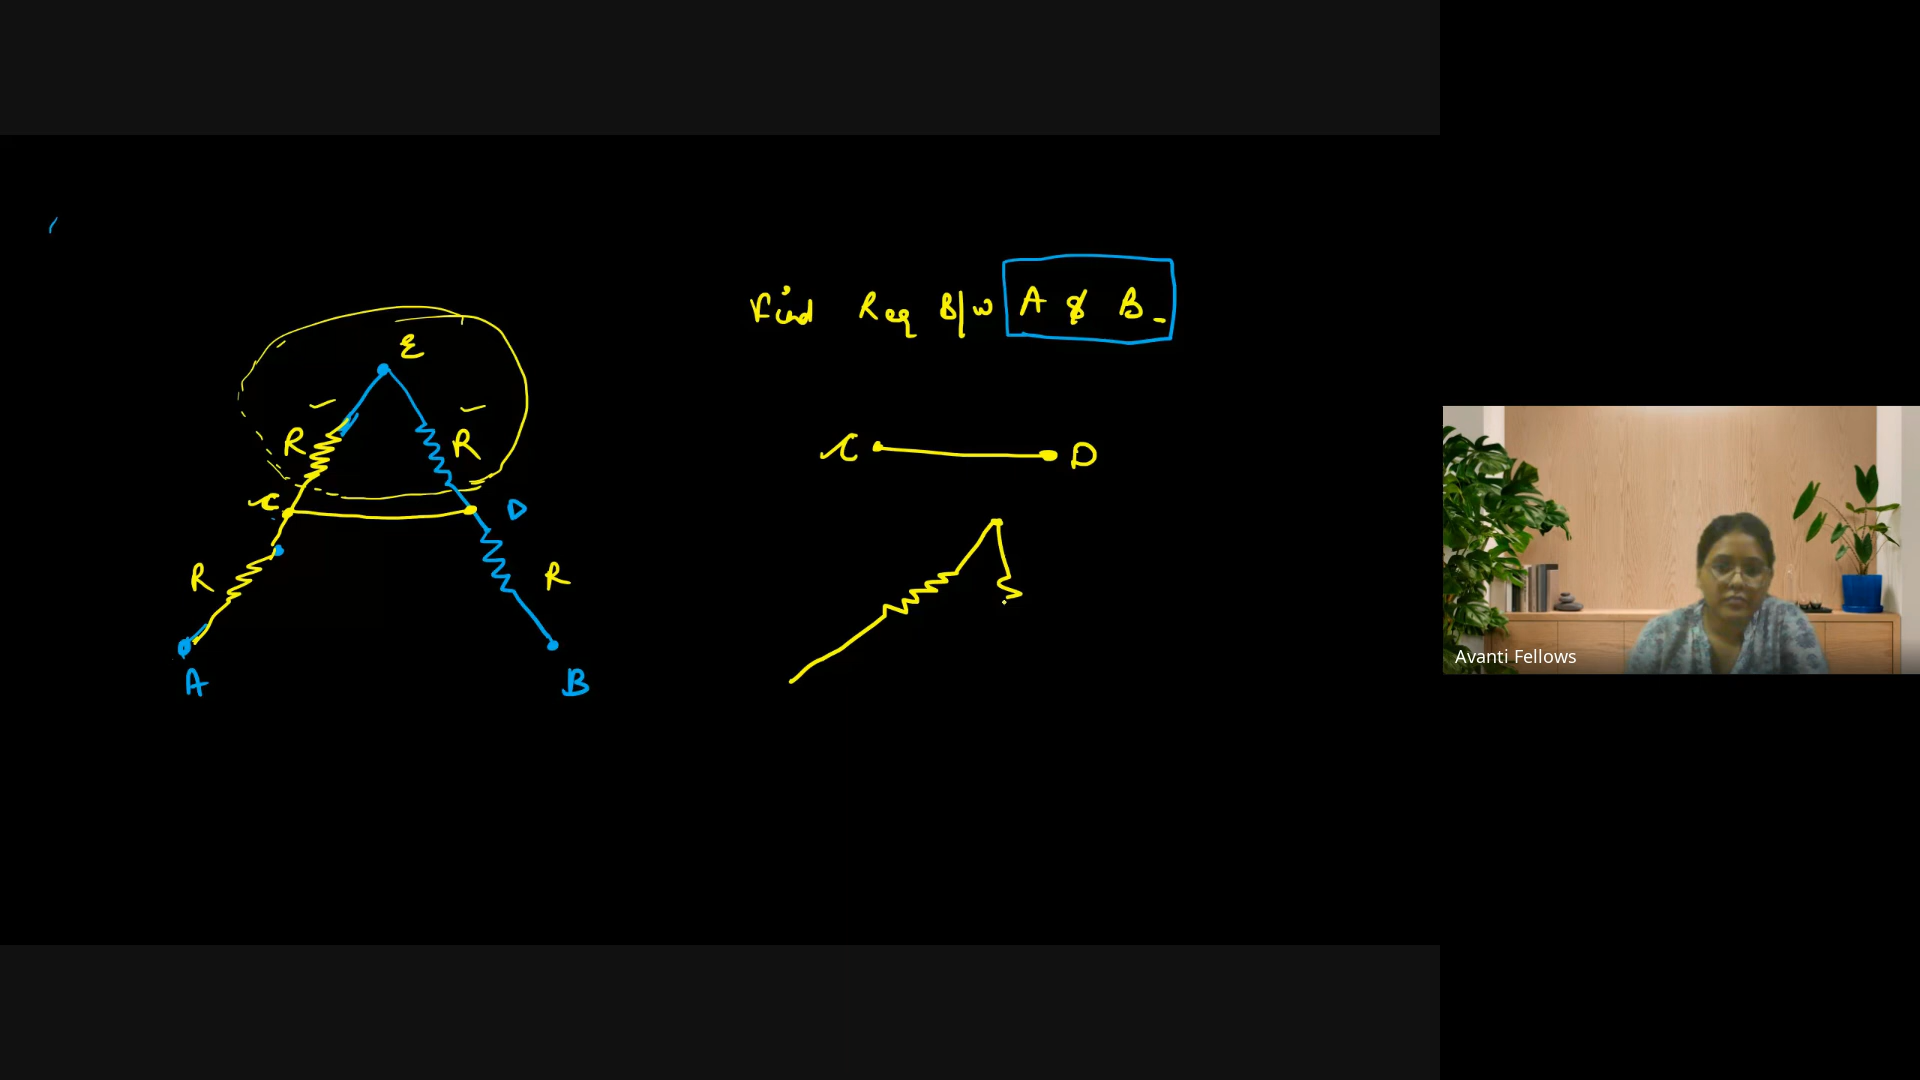 Find Req B/w A & B
E
R R
C D
C D
R R
A B
Avanti Fellows